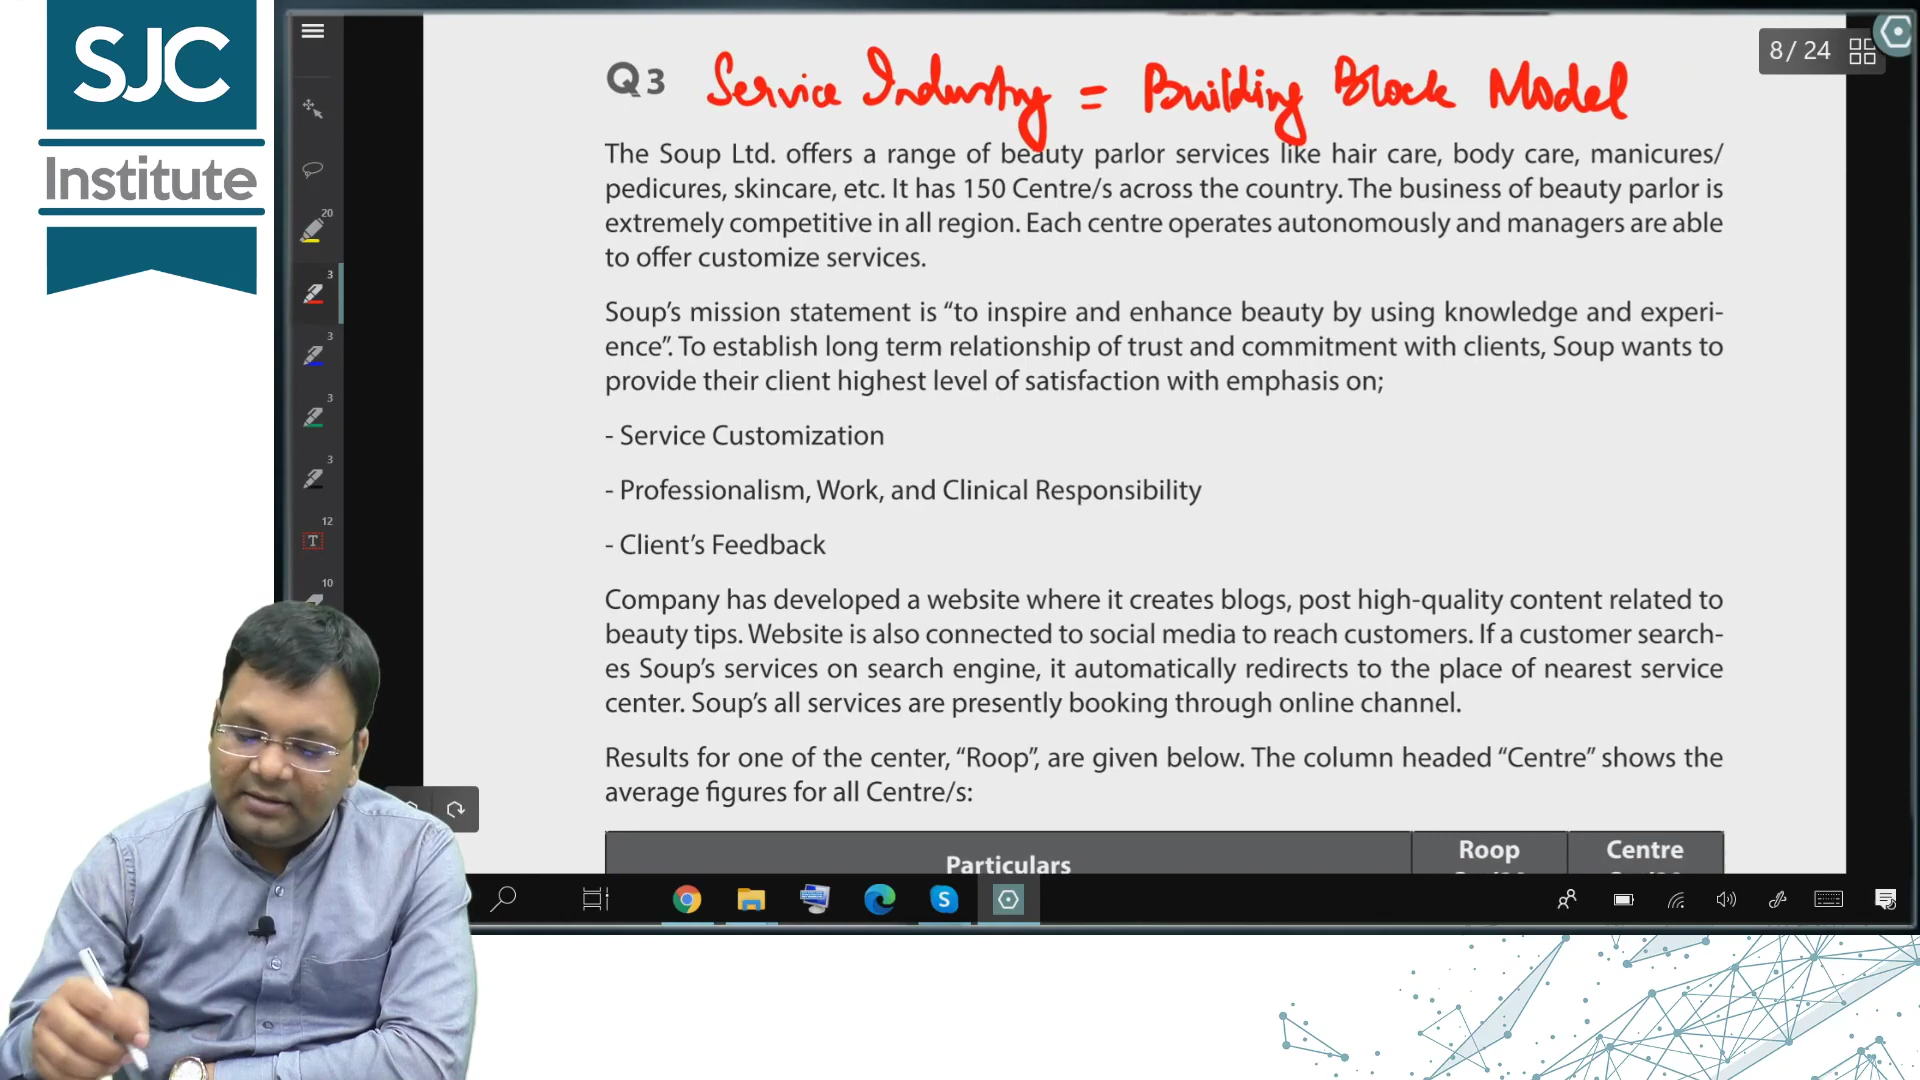 SJC
Institute
8 / 24
Q3 Service Industry = Building Block Model
The Soup Ltd. offers a range of beauty parlor services like hair care, body care, manicures/
pedicures, skincare, etc. It has 150 Centre/s across the country. The business of beauty parlor is
extremely competitive in all region. Each centre operates autonomously and managers are able
to offer customize services.
Soup's mission statement is “to inspire and enhance beauty by using knowledge and experi-
ence”. To establish long term relationship of trust and commitment with clients, Soup wants to
provide their client highest level of satisfaction with emphasis on;
- Service Customization
- Professionalism, Work, and Clinical Responsibility
- Client's Feedback
Company has developed a website where it creates blogs, post high-quality content related to
beauty tips. Website is also connected to social media to reach customers. If a customer search-
es Soup's services on search engine, it automatically redirects to the place of nearest service
center. Soup's all services are presently booking through online channel.
Results for one of the center, “Roop”, are given below. The column headed “Centre” shows the
average figures for all Centre/s:
Particulars
Roop
Centre
20
3
3
3
3
12
T
10